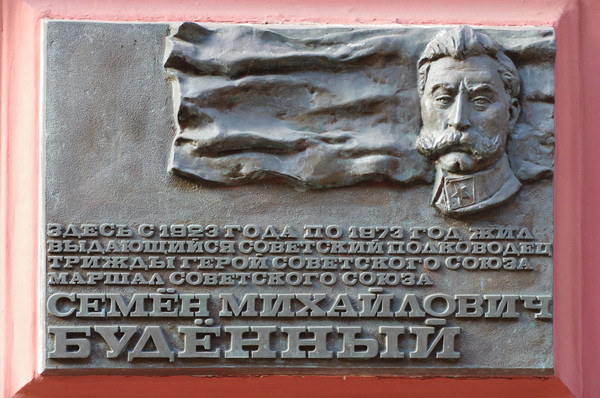 ЗДЕСЬ С 1923 ГОДА ПО 1973 ГОД ЖИЛ
ВЫДАЮЩИЙСЯ СОВЕТСКИЙ ПОЛКОВОДЕЦ
ТРИЖДЫ ГЕРОЙ СОВЕТСКОГО СОЮЗА
МАРШАЛ СОВЕТСКОГО СОЮЗА
СЕМЁН МИХАЙЛОВИЧ
БУДЁННЫЙ